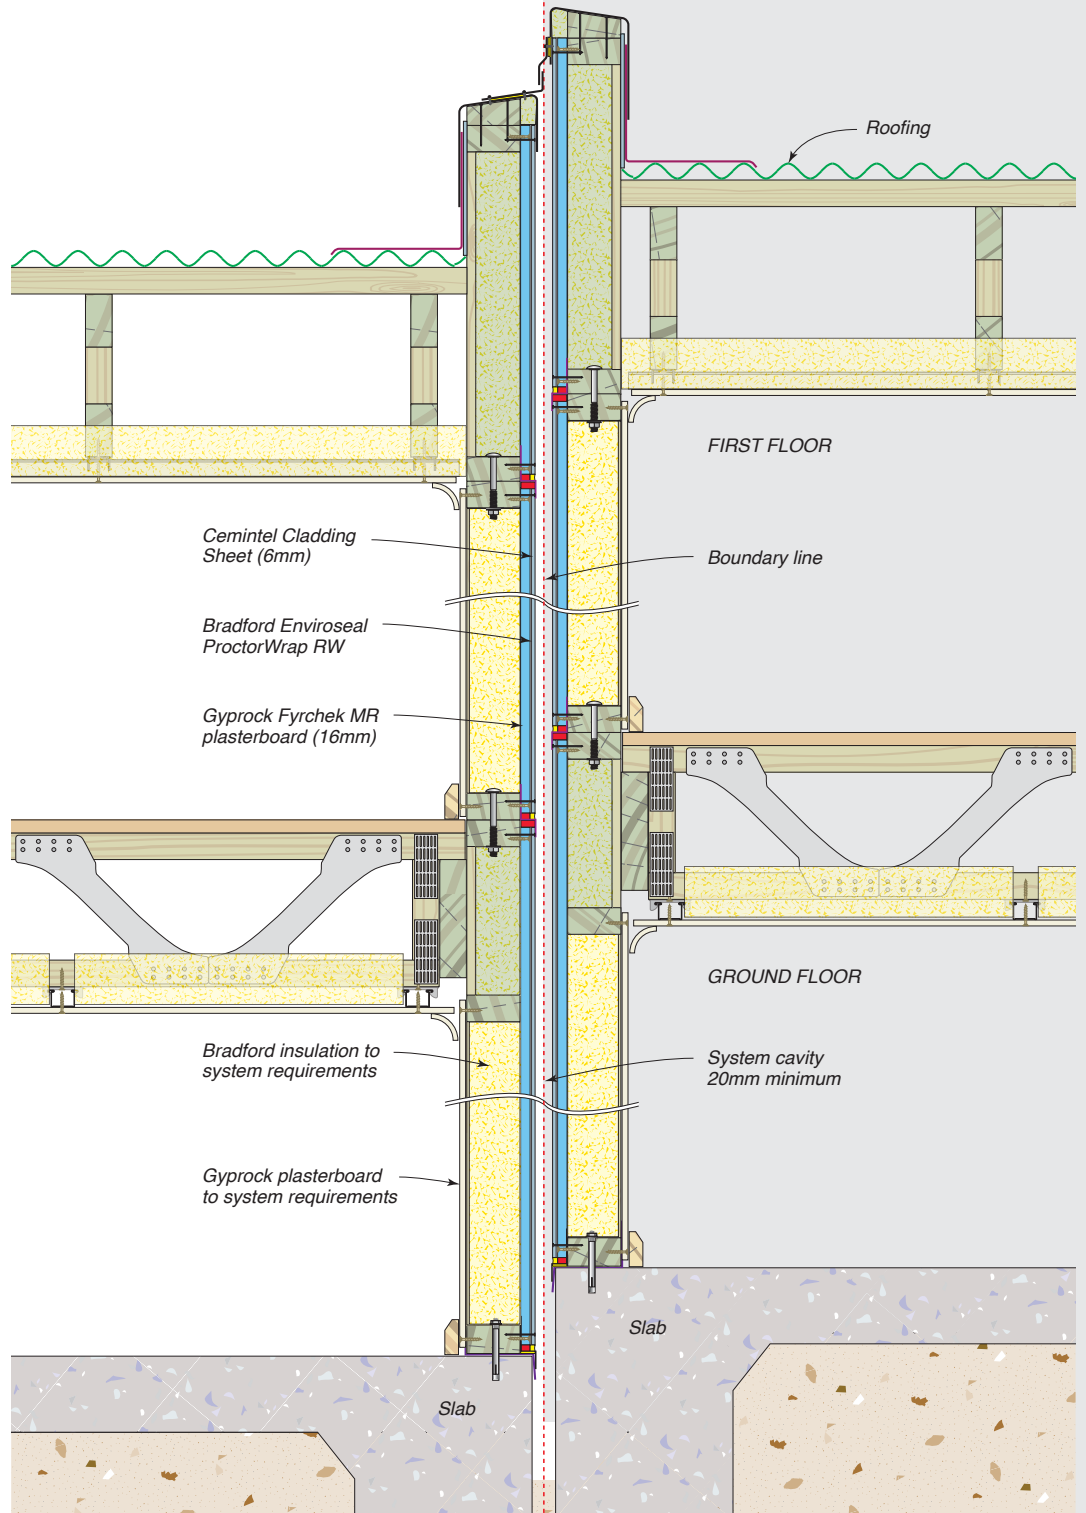 Roofing
FIRST FLOOR
Cemintel Cladding
Sheet (6mm)
Boundary line
Bradford Enviroseal
ProctorWrap RW
Gyprock Fyrchek MR
plasterboard (16mm)
GROUND FLOOR
Bradford insulation to
system requirements
System cavity
20mm minimum
Gyprock plasterboard
to system requirements
Slab
Slab